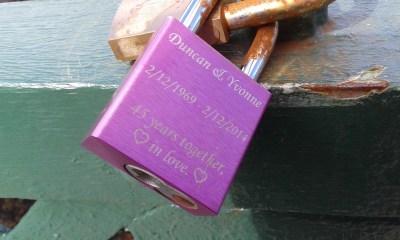 Duncan & Yvonne
2/12/1969 2/12/2014
45 years together,
♡ in love. ♡